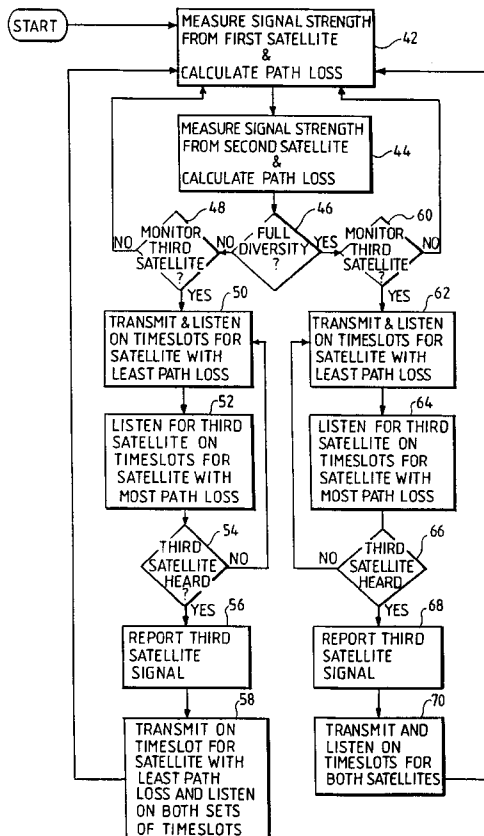 START
MEASURE SIGNAL STRENGTH
FROM FIRST SATELLITE
&
CALCULATE PATH LOSS
42
MEASURE SIGNAL STRENGTH
FROM SECOND SATELLITE
&
CALCULATE PATH LOSS
44
48
MONITOR
THIRD
SATELLITE
?
NO
YES
46
FULL
DIVERSITY
?
NO
YES
60
MONITOR
THIRD
SATELLITE
?
NO
YES
50
TRANSMIT & LISTEN
ON TIMESLOTS FOR
SATELLITE WITH
LEAST PATH LOSS
62
TRANSMIT & LISTEN
ON TIMESLOTS FOR
SATELLITE WITH
LEAST PATH LOSS
52
LISTEN FOR THIRD
SATELLITE ON
TIMESLOTS FOR
SATELLITE WITH
MOST PATH LOSS
64
LISTEN FOR THIRD
SATELLITE ON
TIMESLOTS FOR
SATELLITE WITH
MOST PATH LOSS
54
THIRD
SATELLITE
HEARD
?
NO
YES
66
THIRD
SATELLITE
HEARD
NO
YES
56
REPORT THIRD
SATELLITE
SIGNAL
68
REPORT THIRD
SATELLITE
SIGNAL
58
TRANSMIT ON
TIMESLOT FOR
SATELLITE WITH
LEAST PATH
LOSS AND LISTEN
ON BOTH SETS
OF TIMESLOTS
70
TRANSMIT AND
LISTEN ON
TIMESLOTS FOR
BOTH SATELLITES